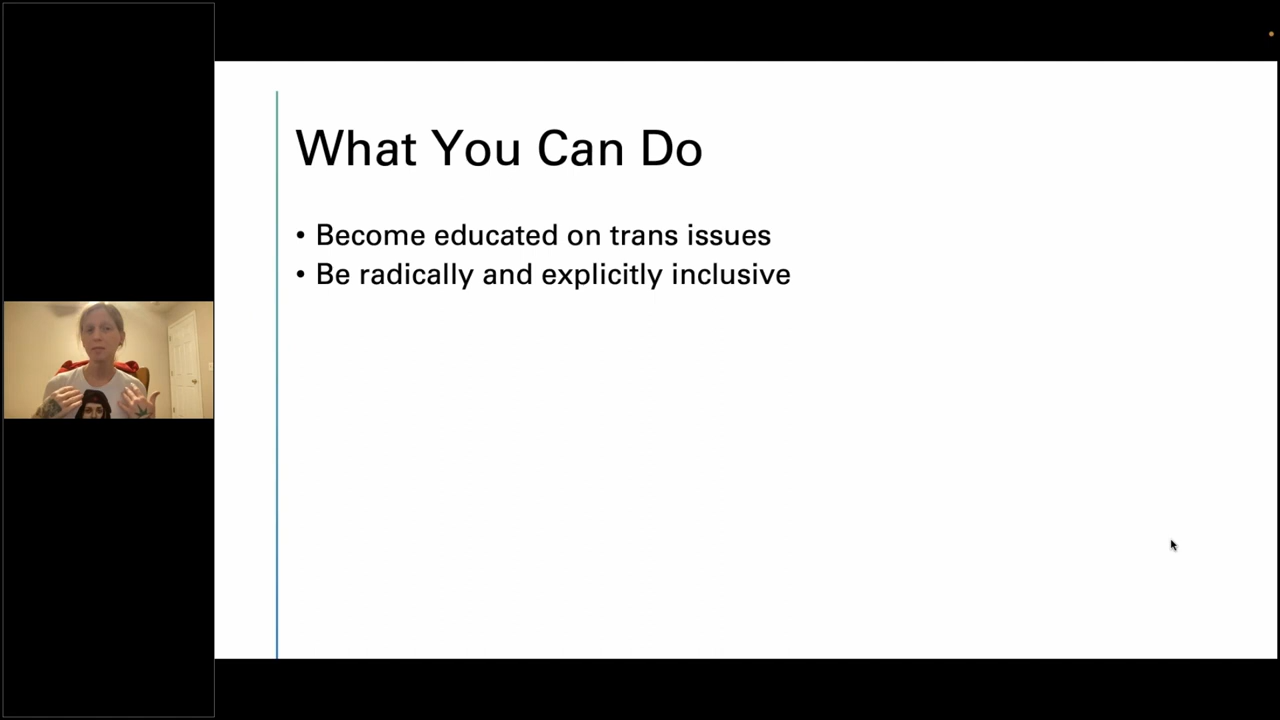 What You Can Do
• Become educated on trans issues
• Be radically and explicitly inclusive